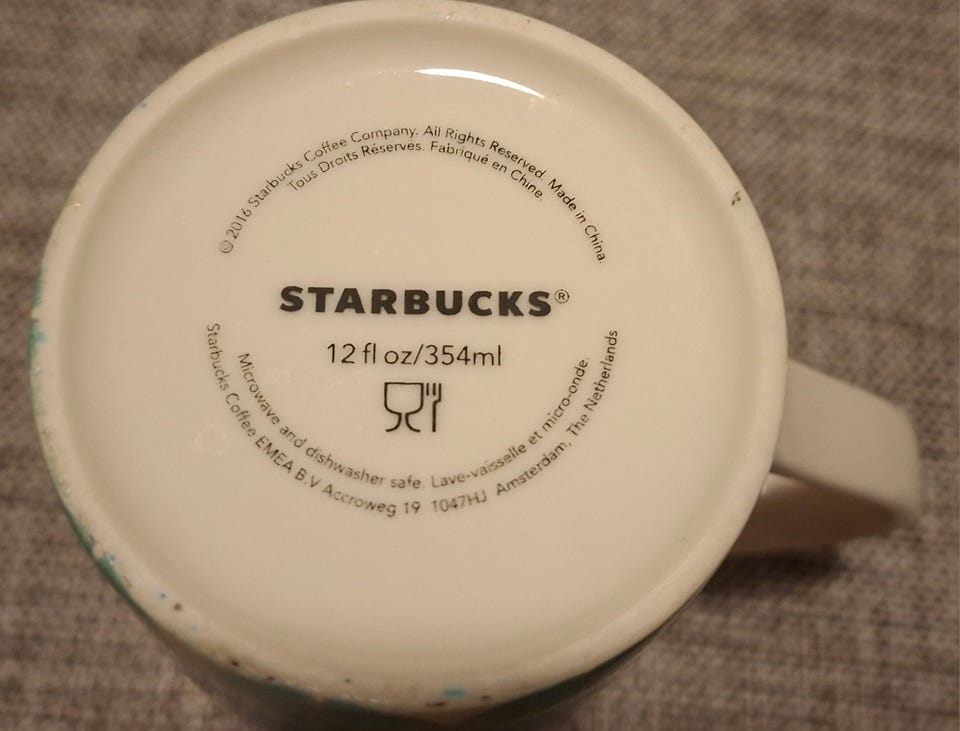 © 2016 Starbucks Coffee Company. All Rights Reserved. Made in China.
Tous Droits Réservés. Fabriqué en Chine.
STARBUCKS®
12 fl oz/354ml
Microwave and dishwasher safe. Lave-vaisselle et micro-onde.
Starbucks Coffee EMEA B.V Accroweg 19 1047HJ Amsterdam, The Netherlands